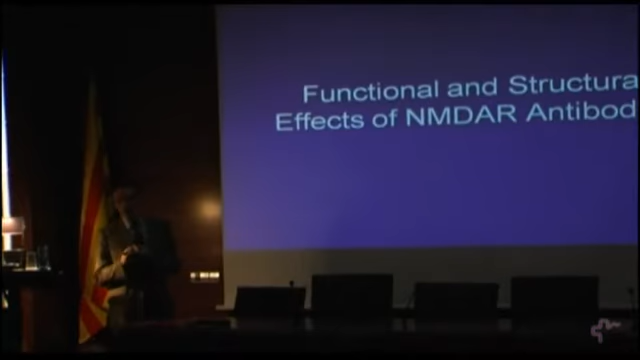 Functional and Structura
Effects of NMDAR Antibod